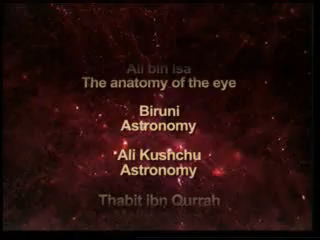 Ali bin Isa
The anatomy of the eye
Biruni
Astronomy
Ali Kushchu
Astronomy
Thabit ibn Qurrah